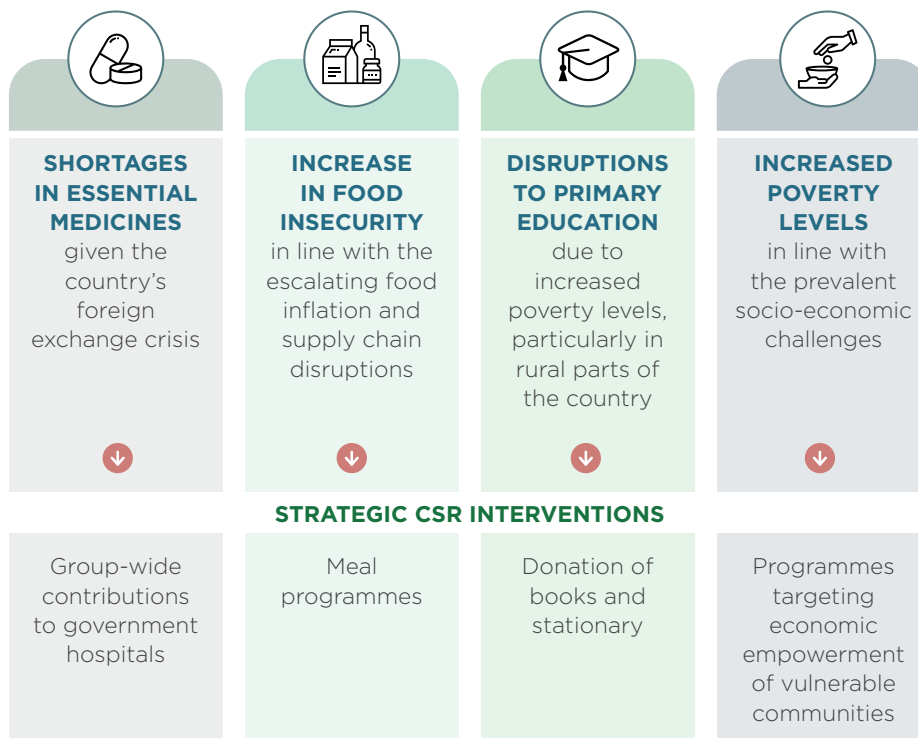 SHORTAGES
IN ESSENTIAL
MEDICINES
given the
country's
foreign
exchange crisis
INCREASE
IN FOOD
INSECURITY
in line with the
escalating food
inflation and
supply chain
disruptions
DISRUPTIONS
TO PRIMARY
EDUCATION
due to
increased
poverty levels,
particularly in
rural parts of
the country
INCREASED
POVERTY
LEVELS
in line with
the prevalent
socio-economic
challenges
STRATEGIC CSR INTERVENTIONS
Group-wide
contributions
to government
hospitals
Meal
programmes
Donation of
books and
stationary
Programmes
targeting
economic
empowerment
of vulnerable
communities